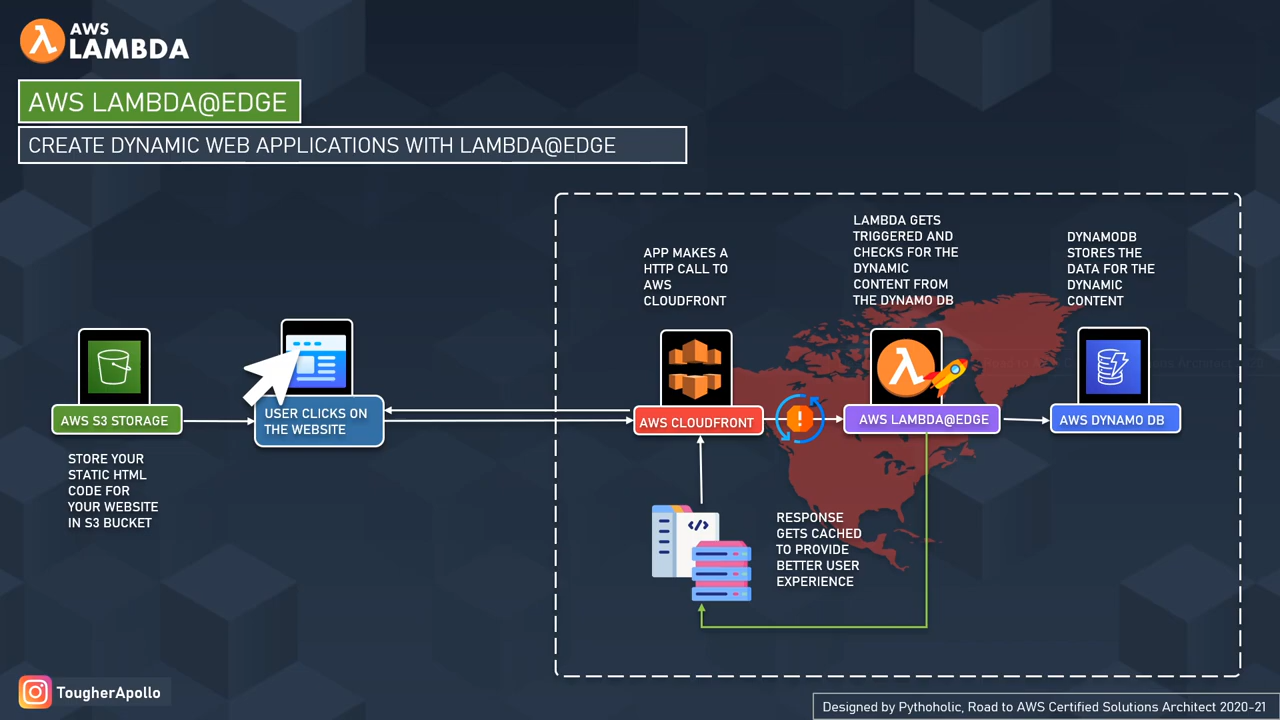 AWS
LAMBDA
AWS LAMBDA@EDGE
CREATE DYNAMIC WEB APPLICATIONS WITH LAMBDA@EDGE
AWS S3 STORAGE
STORE YOUR
STATIC HTML
CODE FOR
YOUR WEBSITE
IN S3 BUCKET
USER CLICKS ON
THE WEBSITE
APP MAKES A
HTTP CALL TO
AWS
CLOUDFRONT
AWS CLOUDFRONT
LAMBDA GETS
TRIGGERED AND
CHECKS FOR THE
DYNAMIC
CONTENT FROM
THE DYNAMO DB
AWS LAMBDA@EDGE
DYNAMODB
STORES THE
DATA FOR THE
DYNAMIC
CONTENT
AWS DYNAMO DB
</>
RESPONSE
GETS CACHED
TO PROVIDE
BETTER USER
EXPERIENCE
TougherApollo
Designed by Pythoholic, Road to AWS Certified Solutions Architect 2020-21